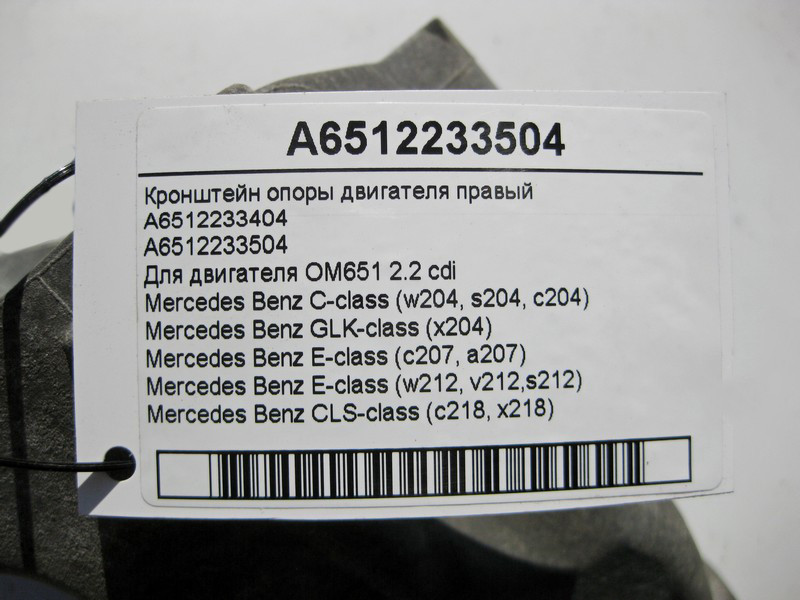 A6512233504
Кронштейн опоры двигателя правый
A6512233404
A6512233504
Для двигателя OM651 2.2 cdi
Mercedes Benz C-class (w204, s204, c204)
Mercedes Benz GLK-class (x204)
Mercedes Benz E-class (c207, a207)
Mercedes Benz E-class (w212, v212,s212)
Mercedes Benz CLS-class (c218, x218)